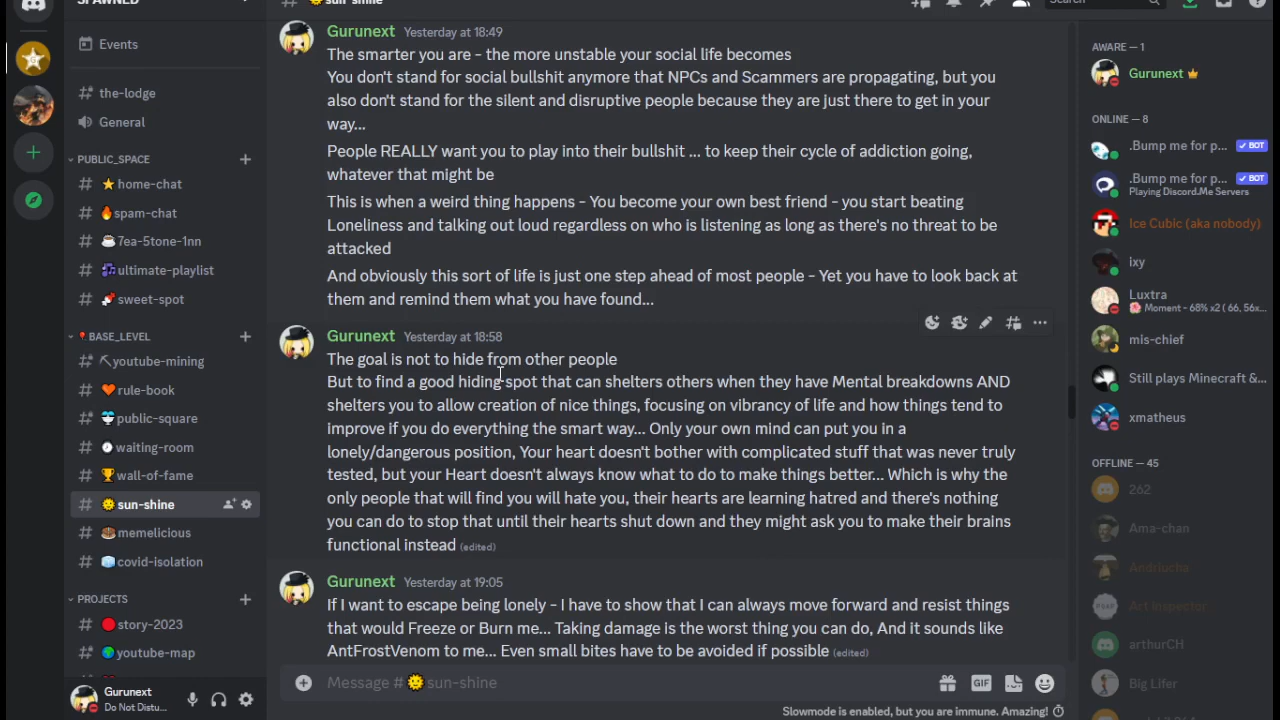 SPAWNED
Events
the-lodge
General
PUBLIC_SPACE
home-chat
spam-chat
7ea-5tone-1nn
ultimate-playlist
sweet-spot
BASE_LEVEL
youtube-mining
rule-book
public-square
waiting-room
wall-of-fame
sun-shine
memelicious
covid-isolation
PROJECTS
story-2023
youtube-map
Gurunext
Do Not Distu...
sun-shine
Search
Gurunext Yesterday at 18:49
The smarter you are - the more unstable your social life becomes
You don't stand for social bullshit anymore that NPCs and Scammers are propagating, but you
also don't stand for the silent and disruptive people because they are just there to get in your
way...
People REALLY want you to play into their bullshit ... to keep their cycle of addiction going,
whatever that might be
This is when a weird thing happens - You become your own best friend - you start beating
Loneliness and talking out loud regardless on who is listening as long as there's no threat to be
attacked
And obviously this sort of life is just one step ahead of most people - Yet you have to look back at
them and remind them what you have found...
Gurunext Yesterday at 18:58
The goal is not to hide from other people
But to find a good hiding spot that can shelters others when they have Mental breakdowns AND
shelters you to allow creation of nice things, focusing on vibrancy of life and how things tend to
improve if you do everything the smart way... Only your own mind can put you in a
lonely/dangerous position, Your heart doesn't bother with complicated stuff that was never truly
tested, but your Heart doesn't always know what to do to make things better... Which is why the
only people that will find you will hate you, their hearts are learning hatred and there's nothing
you can do to stop that until their hearts shut down and they might ask you to make their brains
functional instead (edited)
Gurunext Yesterday at 19:05
If I want to escape being lonely - I have to show that I can always move forward and resist things
that would Freeze or Burn me... Taking damage is the worst thing you can do, And it sounds like
AntFrostVenom to me... Even small bites have to be avoided if possible (edited)
Message # sun-shine
GIF
Slowmode is enabled, but you are immune. Amazing!
AWARE — 1
Gurunext
ONLINE — 8
.Bump me for p... BOT
.Bump me for p... BOT
Playing Discord.Me Servers
Ice Cubic (aka nobody)
ixy
Luxtra
Moment - 68% x2 ( 66, 56x...
mis-chief
Still plays Minecraft &...
xmatheus
OFFLINE — 45
262
Ama-chan
Andriuchs
Art Inspector
arthurCH
Big Lifer